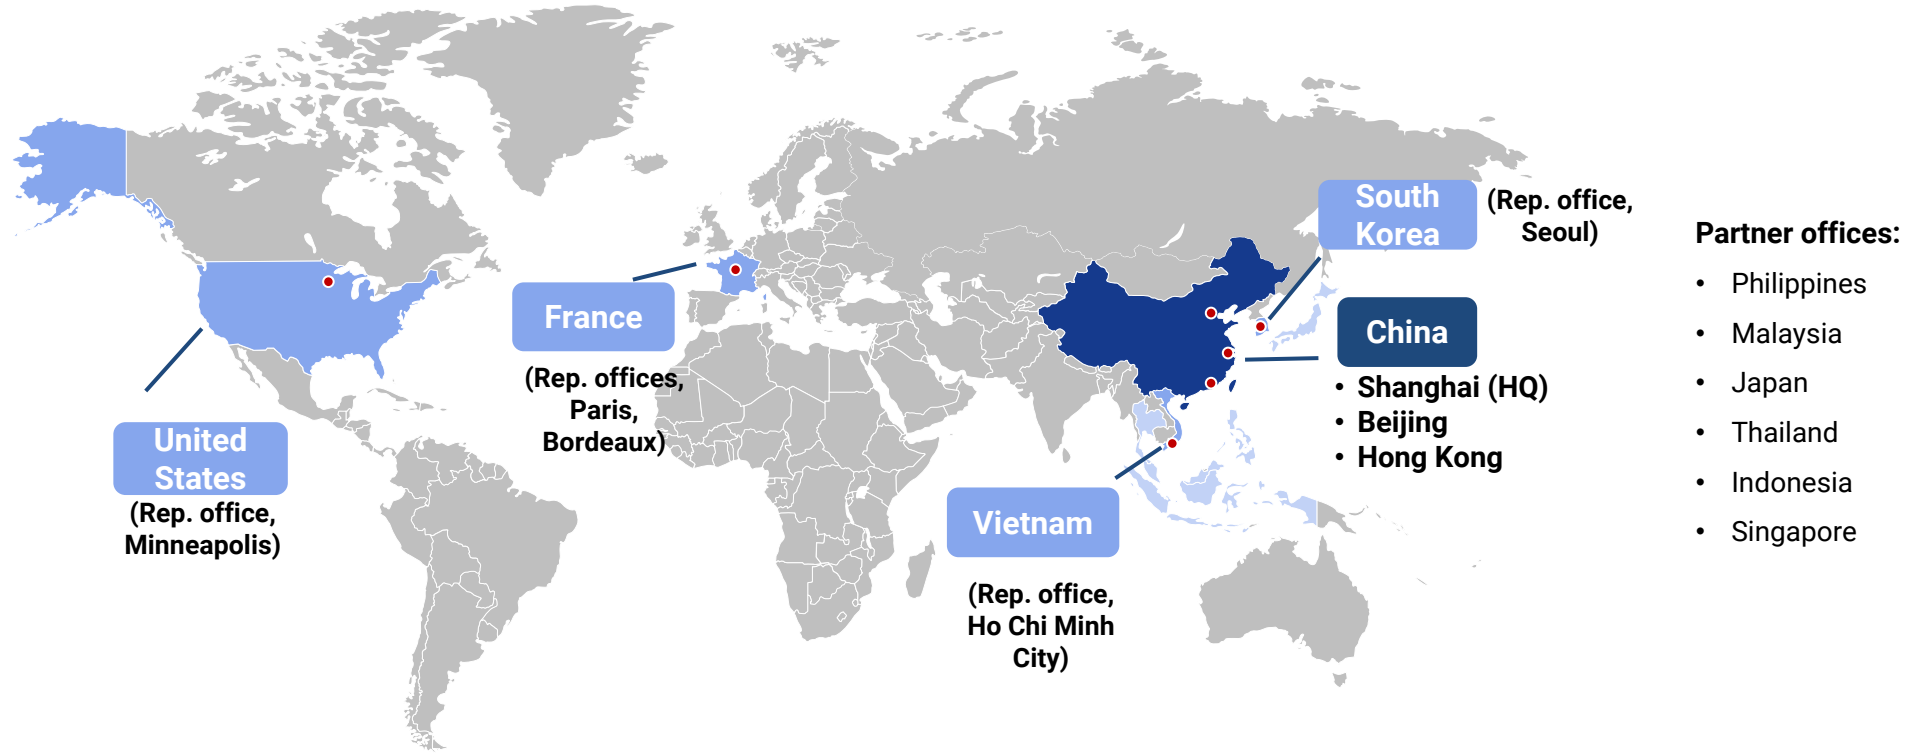 United
States
(Rep. office,
Minneapolis)
France
(Rep. offices,
Paris,
Bordeaux)
Vietnam
(Rep. office,
Ho Chi Minh
City)
South
Korea
(Rep. office,
Seoul)
China
• Shanghai (HQ)
• Beijing
• Hong Kong
Partner offices:
• Philippines
• Malaysia
• Japan
• Thailand
• Indonesia
• Singapore